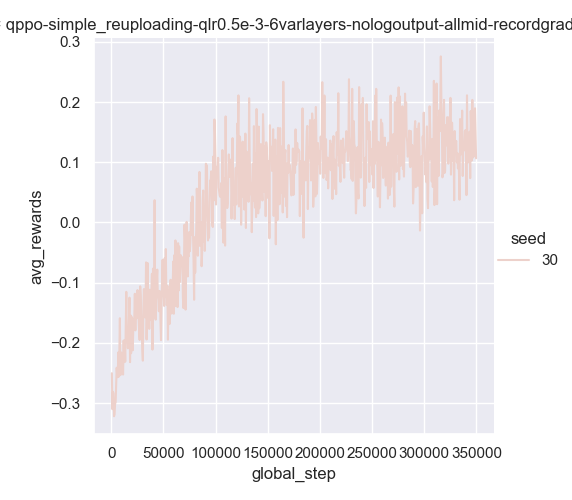 qppo-simple_reuploading-qlr0.5e-3-6varlayers-nologoutput-allmid-recordgrad
0.3
0.2
0.1
0.0
−0.1
−0.2
−0.3
avg_rewards
0 50000 100000 150000 200000 250000 300000 350000
global_step
seed
30